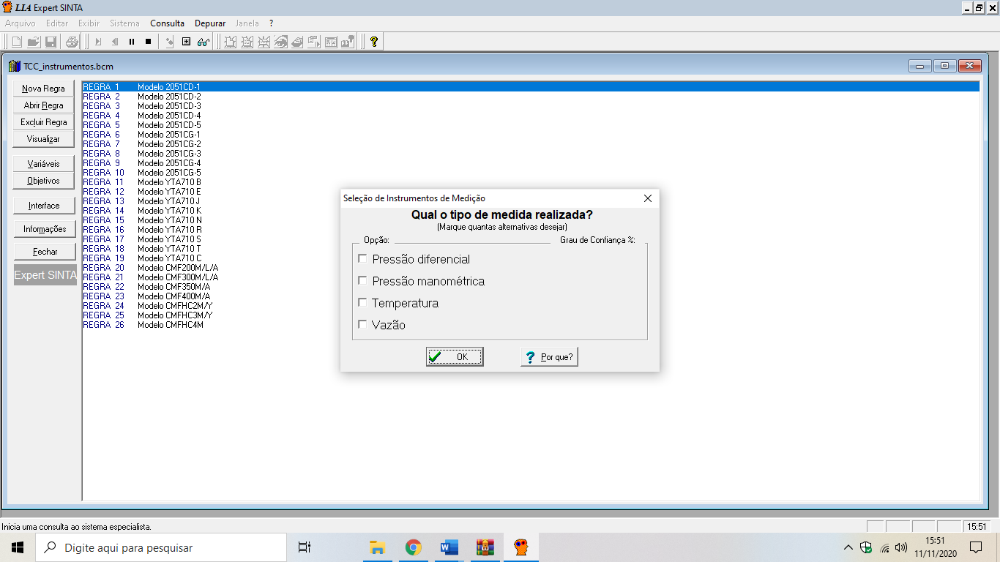 LIA Expert SINTA
Arquivo Editar Exibir Sistema Consulta Depurar Janela ?
TCC_instrumentos.bcm
Nova Regra
Abrir Regra
Excluir Regra
Visualizar
Variáveis
Objetivos
Interface
Informações
Fechar
Expert SINTA
REGRA 1 Modelo 2051CD-1
REGRA 2 Modelo 2051CD-2
REGRA 3 Modelo 2051CD-3
REGRA 4 Modelo 2051CD-4
REGRA 5 Modelo 2051CD-5
REGRA 6 Modelo 2051CG-1
REGRA 7 Modelo 2051CG-2
REGRA 8 Modelo 2051CG-3
REGRA 9 Modelo 2051CG-4
REGRA 10 Modelo 2051CG-5
REGRA 11 Modelo YTA710 B
REGRA 12 Modelo YTA710 E
REGRA 13 Modelo YTA710 J
REGRA 14 Modelo YTA710 K
REGRA 15 Modelo YTA710 N
REGRA 16 Modelo YTA710 R
REGRA 17 Modelo YTA710 S
REGRA 18 Modelo YTA710 T
REGRA 19 Modelo YTA710 C
REGRA 20 Modelo CMF200M/L/A
REGRA 21 Modelo CMF300M/L/A
REGRA 22 Modelo CMF350M/A
REGRA 23 Modelo CMF400M/A
REGRA 24 Modelo CMFHC2M/Y
REGRA 25 Modelo CMFHC3M/Y
REGRA 26 Modelo CMFHC4M
Seleção de Instrumentos de Medição
Qual o tipo de medida realizada?
(Marque quantas alternativas desejar)
Opção: Grau de Confiança %:
Pressão diferencial
Pressão manométrica
Temperatura
Vazão
OK
Por que?
Inicia uma consulta ao sistema especialista.
15:51
Digite aqui para pesquisar
15:51
11/11/2020